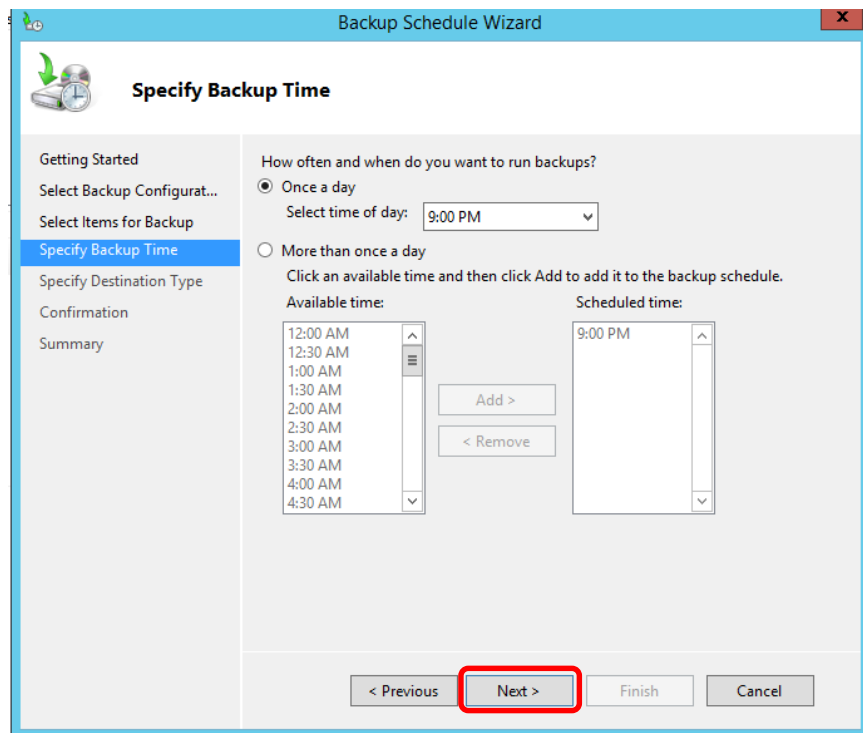 Backup Schedule Wizard
X
Specify Backup Time
Getting Started
Select Backup Configurat...
Select Items for Backup
Specify Backup Time
Specify Destination Type
Confirmation
Summary
How often and when do you want to run backups?
Once a day
Select time of day: 9:00 PM
More than once a day
Click an available time and then click Add to add it to the backup schedule.
Available time:
12:00 AM
12:30 AM
1:00 AM
1:30 AM
2:00 AM
2:30 AM
3:00 AM
3:30 AM
4:00 AM
4:30 AM
Add >
< Remove
Scheduled time:
9:00 PM
< Previous
Next >
Finish
Cancel